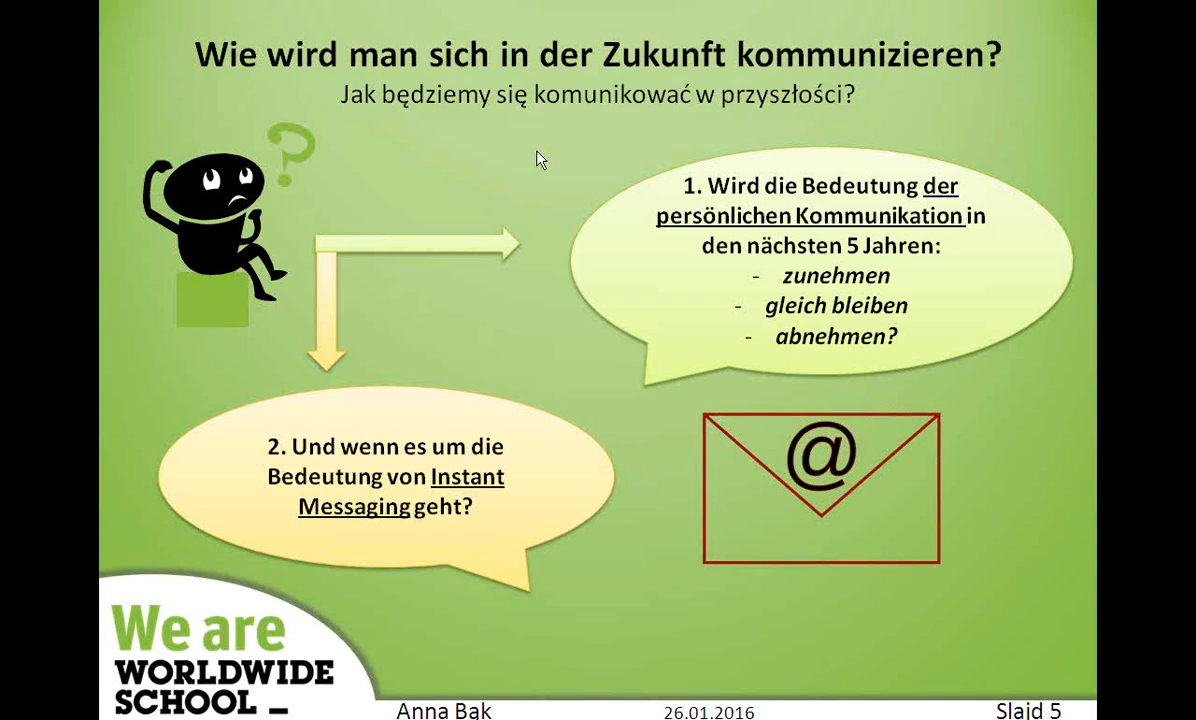 Wie wird man sich in der Zukunft kommunizieren?
Jak będziemy się komunikować w przyszłości?
?
1. Wird die Bedeutung der
persönlichen Kommunikation in
den nächsten 5 Jahren:
- zunehmen
- gleich bleiben
- abnehmen?
2. Und wenn es um die
Bedeutung von Instant
Messaging geht?
@
We are
WORLDWIDE
SCHOOL _
Anna Bąk 26.01.2016 Slajd 5